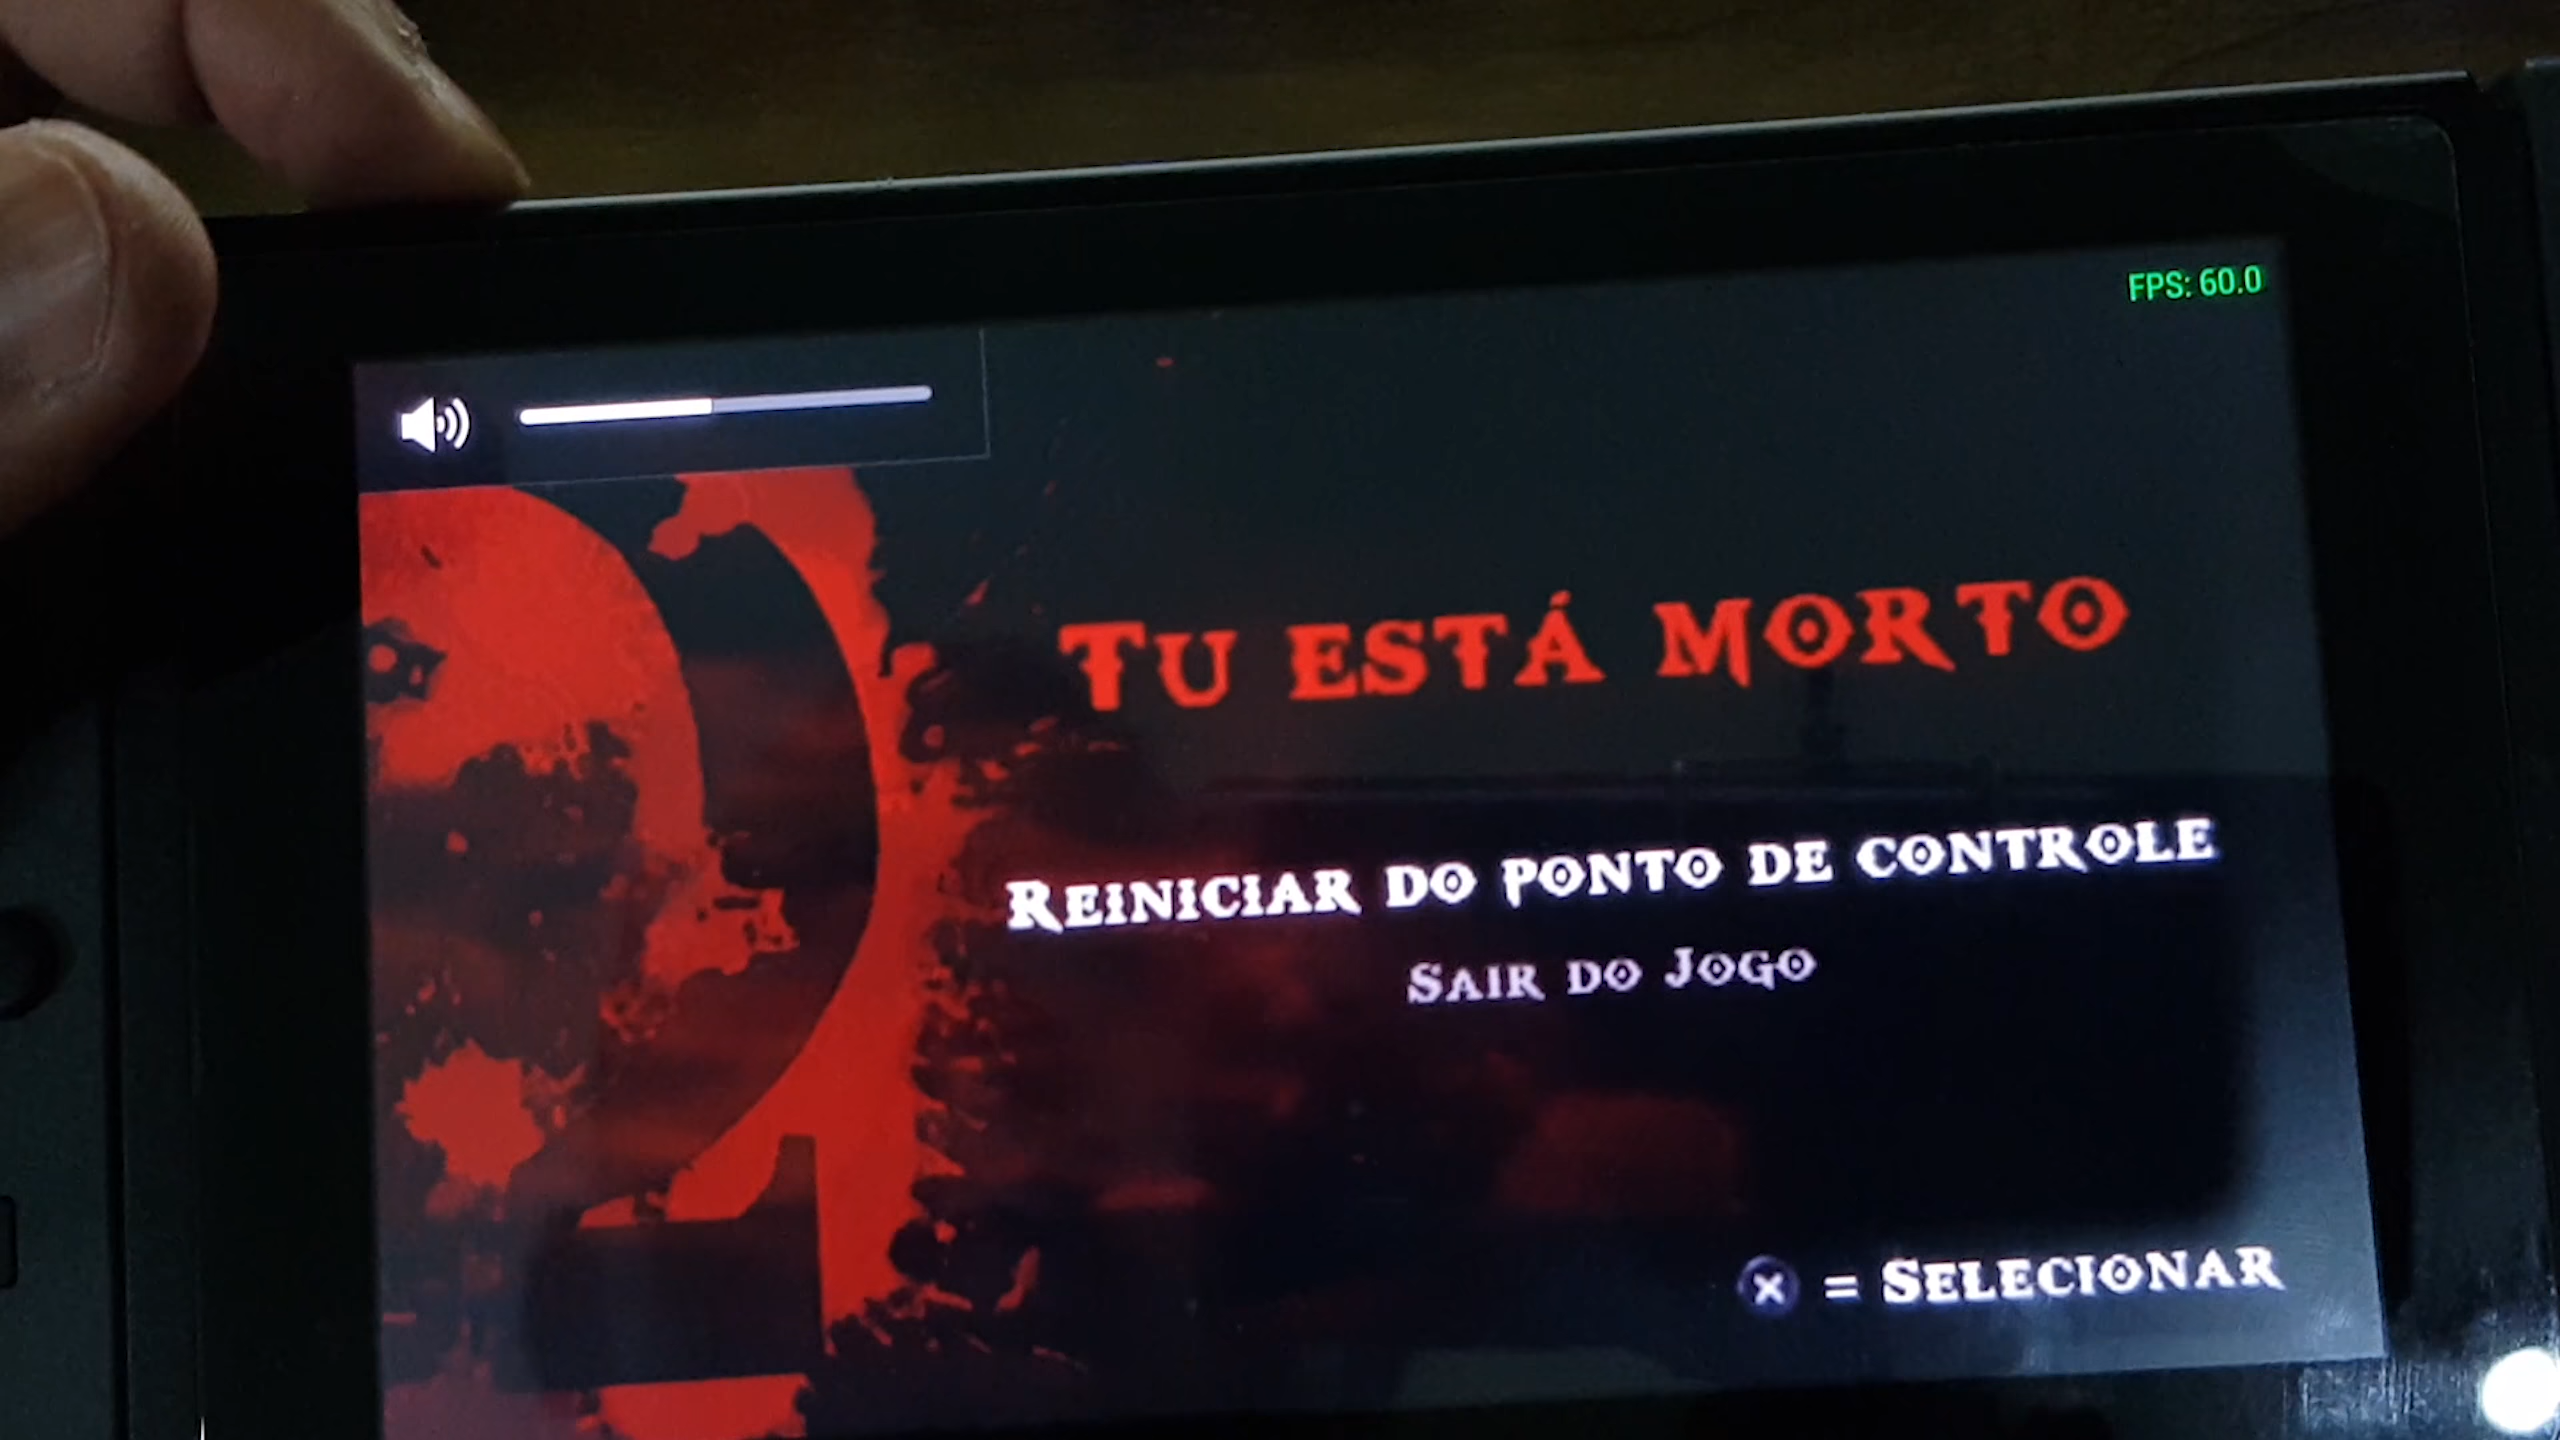 FPS: 60.0
Tu está morto
Reiniciar do ponto de controle
Sair do Jogo
X = Selecionar